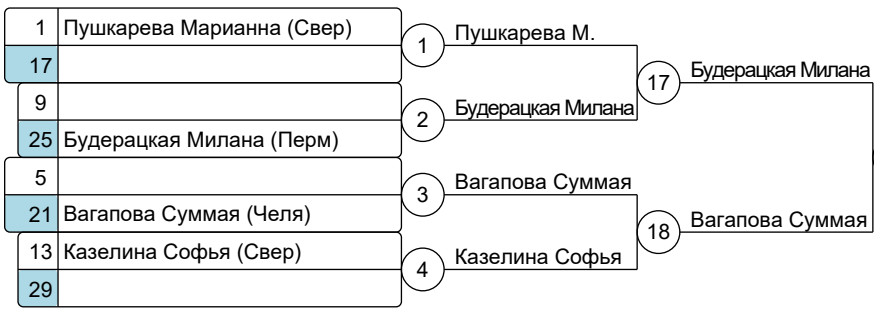 1 Пушкарева Марианна (Свер)
17
1 Пушкарева М.
9
25 Будерацкая Милана (Перм)
2 Будерацкая Милана
17 Будерацкая Милана
5
21 Вагапова Суммая (Челя)
3 Вагапова Суммая
13 Казелина Софья (Свер)
29
4 Казелина Софья
18 Вагапова Суммая